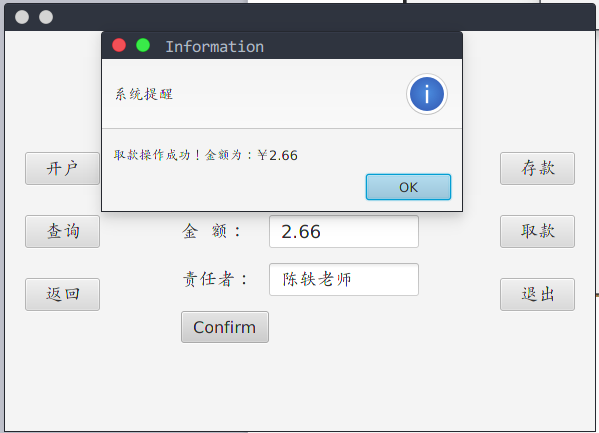 Information
系统提醒
取款操作成功！金额为：￥2.66
OK
开户
存款
查询
金 额：
2.66
取款
责任者：
陈轶老师
返回
退出
Confirm